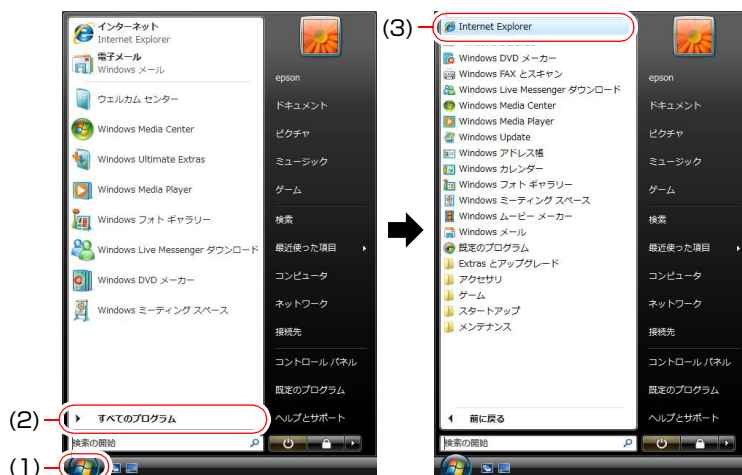 インターネット
Internet Explorer
電子メール
Windows メール
ウェルカム センター
Windows Media Center
Windows Ultimate Extras
Windows Media Player
Windows フォト ギャラリー
Windows Live Messenger ダウンロード
Windows DVD メーカー
Windows ミーティング スペース
(2)
すべてのプログラム
検索の開始
(1)
epson
ドキュメント
ピクチャ
ミュージック
ゲーム
検索
最近使った項目
コンピュータ
ネットワーク
接続先
コントロール パネル
既定のプログラム
ヘルプとサポート
(3)
Internet Explorer
Windows DVD メーカー
Windows FAX とスキャン
Windows Live Messenger ダウンロード
Windows Media Center
Windows Media Player
Windows Update
Windows アドレス帳
Windows カレンダー
Windows フォト ギャラリー
Windows ミーティング スペース
Windows ムービー メーカー
Windows メール
既定のプログラム
Extras とアップグレード
アクセサリ
ゲーム
スタートアップ
メンテナンス
前に戻る
検索の開始
epson
ドキュメント
ピクチャ
ミュージック
ゲーム
検索
最近使った項目
コンピュータ
ネットワーク
接続先
コントロール パネル
既定のプログラム
ヘルプとサポート